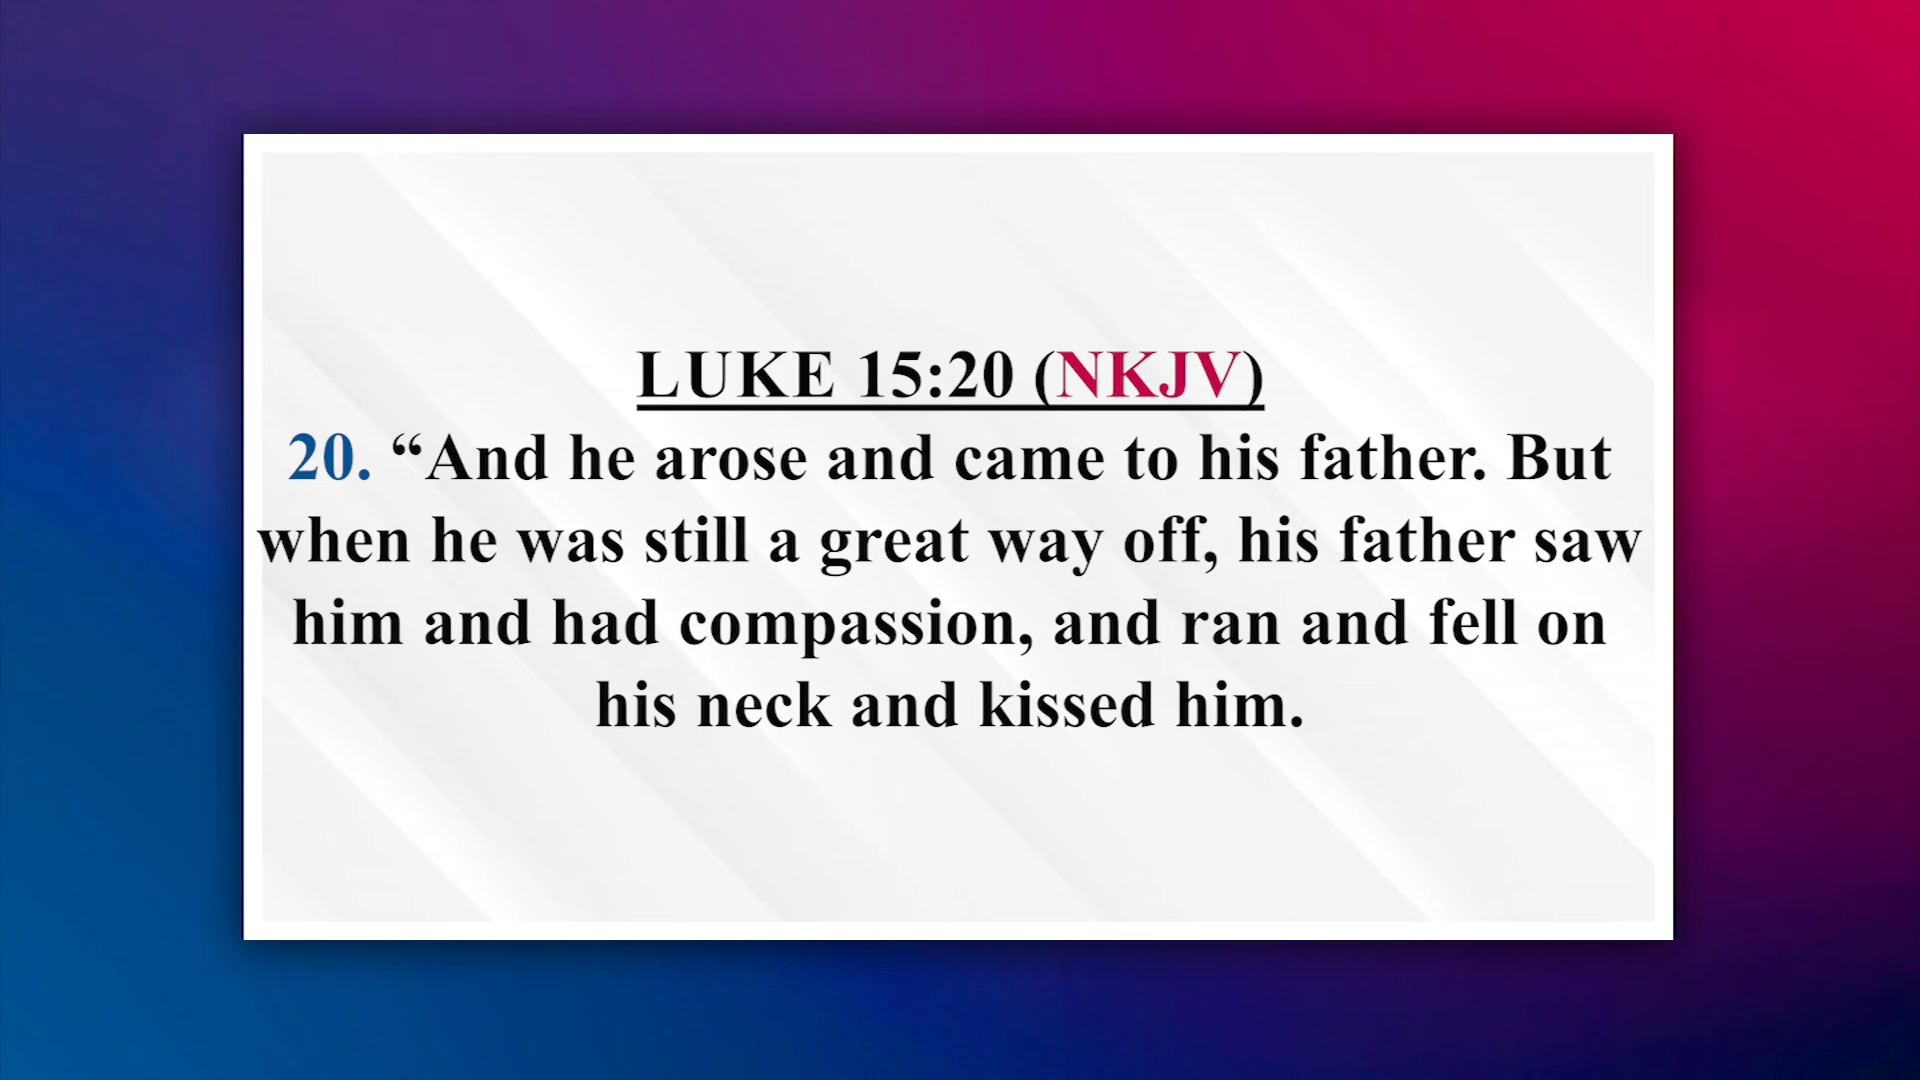 LUKE 15:20 (NKJV)
20. “And he arose and came to his father. But
when he was still a great way off, his father saw
him and had compassion, and ran and fell on
his neck and kissed him.